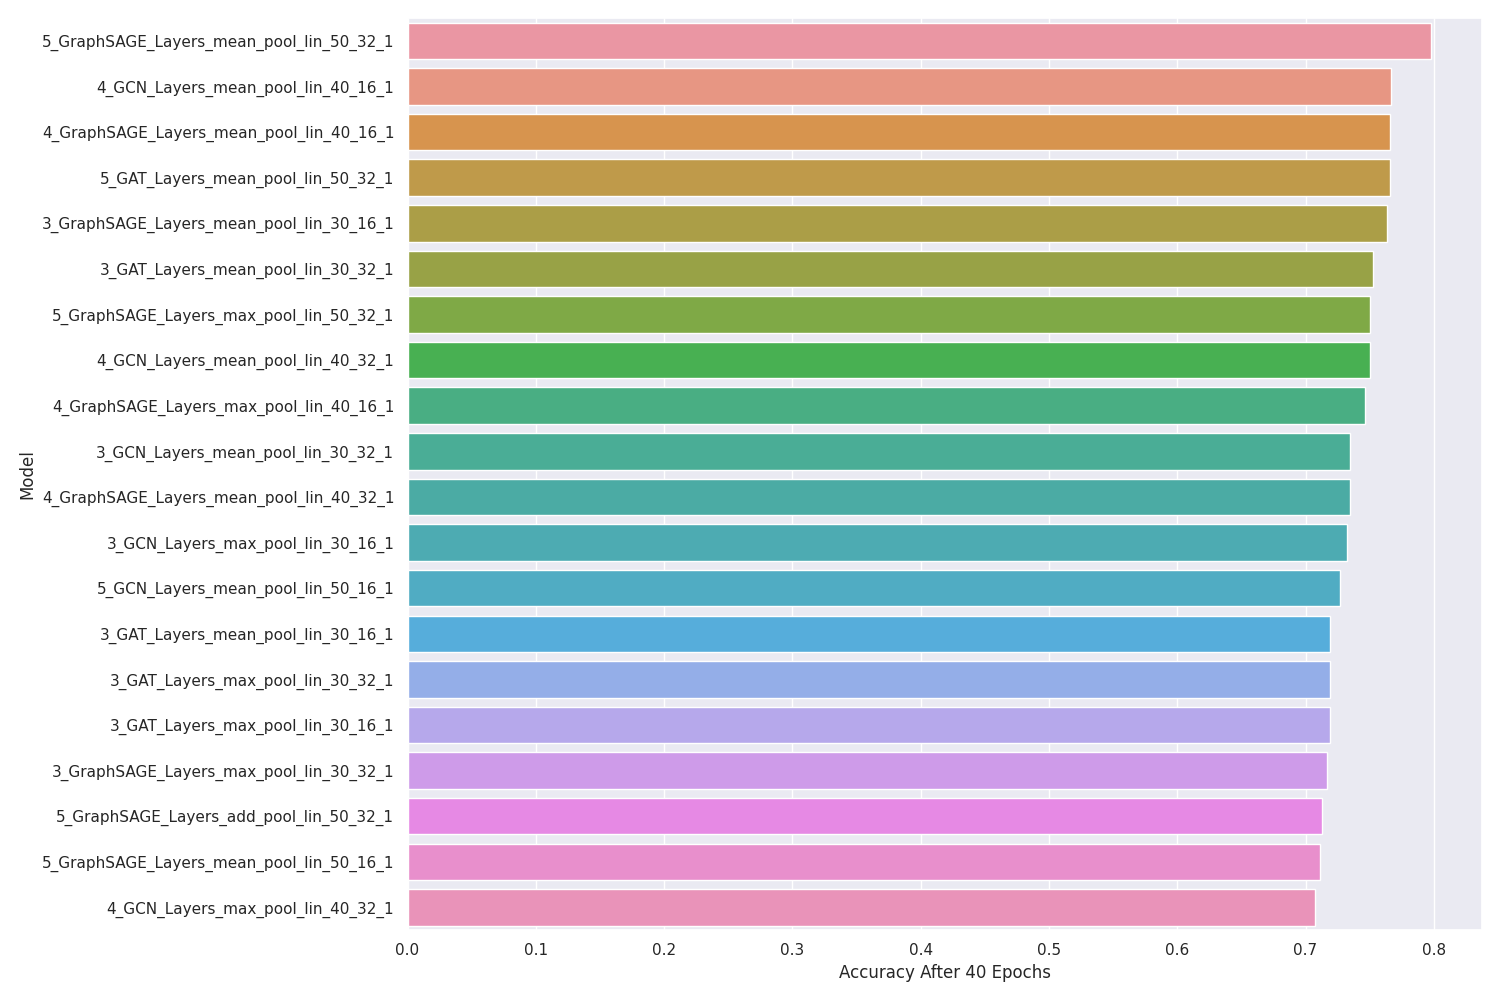 5_GraphSAGE_Layers_mean_pool_lin_50_32_1
4_GCN_Layers_mean_pool_lin_40_16_1
4_GraphSAGE_Layers_mean_pool_lin_40_16_1
5_GAT_Layers_mean_pool_lin_50_32_1
3_GraphSAGE_Layers_mean_pool_lin_30_16_1
3_GAT_Layers_mean_pool_lin_30_32_1
5_GraphSAGE_Layers_max_pool_lin_50_32_1
4_GCN_Layers_mean_pool_lin_40_32_1
4_GraphSAGE_Layers_max_pool_lin_40_16_1
3_GCN_Layers_mean_pool_lin_30_32_1
4_GraphSAGE_Layers_mean_pool_lin_40_32_1
3_GCN_Layers_max_pool_lin_30_16_1
5_GCN_Layers_mean_pool_lin_50_16_1
3_GAT_Layers_mean_pool_lin_30_16_1
3_GAT_Layers_max_pool_lin_30_32_1
3_GAT_Layers_max_pool_lin_30_16_1
3_GraphSAGE_Layers_max_pool_lin_30_32_1
5_GraphSAGE_Layers_add_pool_lin_50_32_1
5_GraphSAGE_Layers_mean_pool_lin_50_16_1
4_GCN_Layers_max_pool_lin_40_32_1
Model
0.0 0.1 0.2 0.3 0.4 0.5 0.6 0.7 0.8
Accuracy After 40 Epochs